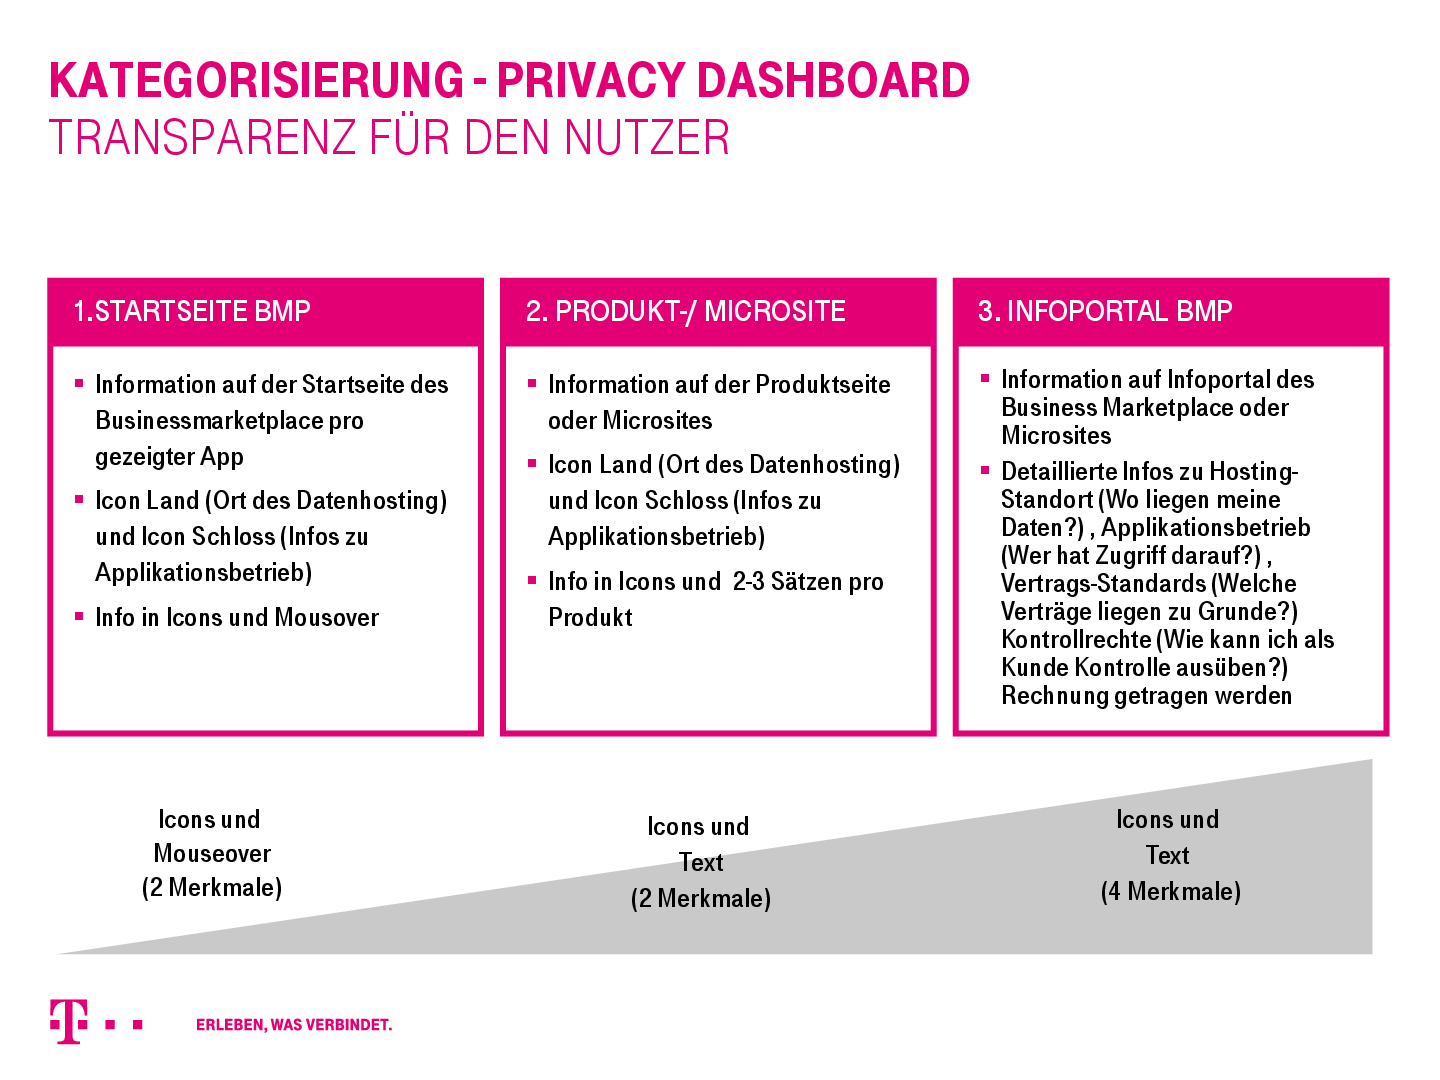 KATEGORISIERUNG - PRIVACY DASHBOARD
TRANSPARENZ FÜR DEN NUTZER
1.STARTSEITE BMP
Information auf der Startseite des
Businessmarketplace pro
gezeigter App
Icon Land (Ort des Datenhosting)
und Icon Schloss (Infos zu
Applikationsbetrieb)
Info in Icons und Mousover
2. PRODUKT-/ MICROSITE
Information auf der Produktseite
oder Microsites
Icon Land (Ort des Datenhosting)
und Icon Schloss (Infos zu
Applikationsbetrieb)
Info in Icons und 2-3 Sätzen pro
Produkt
3. INFOPORTAL BMP
Information auf Infoportal des
Business Marketplace oder
Microsites
Detaillierte Infos zu Hosting-
Standort (Wo liegen meine
Daten?) , Applikationsbetrieb
(Wer hat Zugriff darauf?) ,
Vertrags-Standards (Welche
Verträge liegen zu Grunde?)
Kontrollrechte (Wie kann ich als
Kunde Kontrolle ausüben?)
Rechnung getragen werden
Icons und
Mouseover
(2 Merkmale)
Icons und
Text
(2 Merkmale)
Icons und
Text
(4 Merkmale)
T
ERLEBEN, WAS VERBINDET.